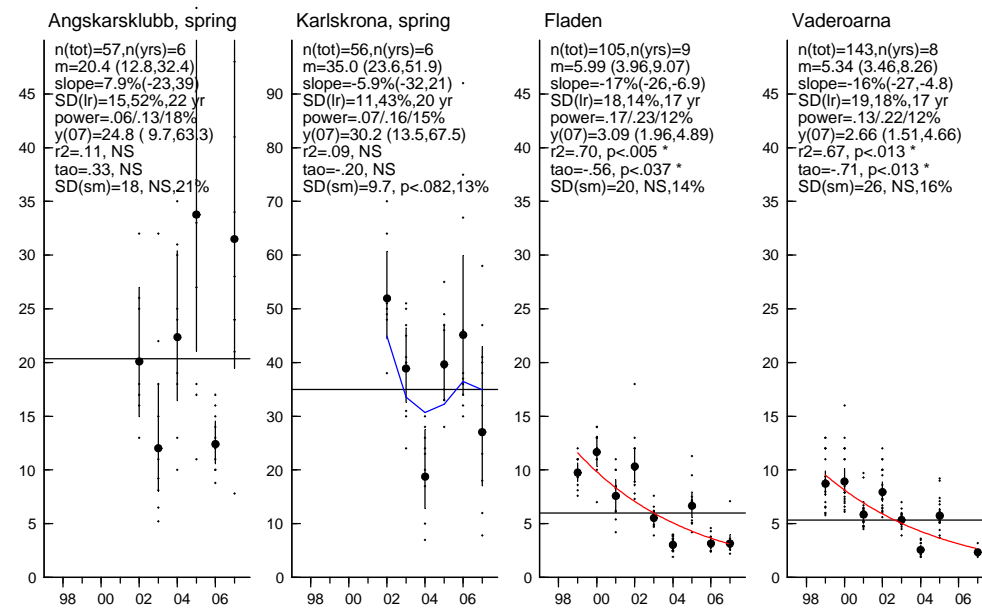 Angskarsklubb, spring
n(tot)=57,n(yrs)=6
m=20.4 (12.8,32.4)
slope=7.9%(-23,39)
SD(lr)=15,52%,22 yr
power=.06/.13/18%
y(07)=24.8 ( 9.7,63.3)
r2=.11, NS
tao=.33, NS
SD(sm)=18, NS,21%
45
40
35
30
25
20
15
10
5
0
98 00 02 04 06
Karlskrona, spring
n(tot)=56,n(yrs)=6
m=35.0 (23.6,51.9)
slope=-5.9%(-32,21)
SD(lr)=11,43%,20 yr
power=.07/.16/15%
y(07)=30.2 (13.5,67.5)
r2=.09, NS
tao=-.20, NS
SD(sm)=9.7, p<.082,13%
90
80
70
60
50
40
30
20
10
0
98 00 02 04 06
Fladen
n(tot)=105,n(yrs)=9
m=5.99 (3.96,9.07)
slope=-17%(-26,-6.9)
SD(lr)=18,14%,17 yr
power=.17/.23/12%
y(07)=3.09 (1.96,4.89)
r2=.70, p<.005 *
tao=-.56, p<.037 *
SD(sm)=20, NS,14%
45
40
35
30
25
20
15
10
5
0
98 00 02 04 06
Vaderoarna
n(tot)=143,n(yrs)=8
m=5.34 (3.46,8.26)
slope=-16%(-27,-4.8)
SD(lr)=19,18%,17 yr
power=.13/.22/12%
y(07)=2.66 (1.51,4.66)
r2=.67, p<.013 *
tao=-.71, p<.013 *
SD(sm)=26, NS,16%
45
40
35
30
25
20
15
10
5
0
98 00 02 04 06